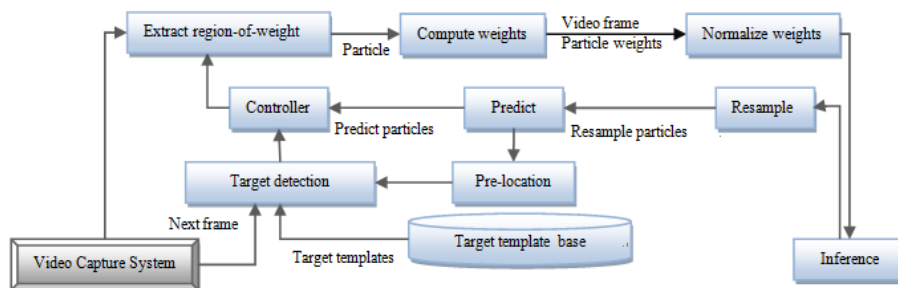 Extract region-of-weight
Particle
Compute weights
Video frame
Particle weights
Normalize weights
Controller
Predict particles
Predict
Resample particles
Resample
Target detection
Pre-location
Next frame
Target templates
Target template base
Video Capture System
Inference